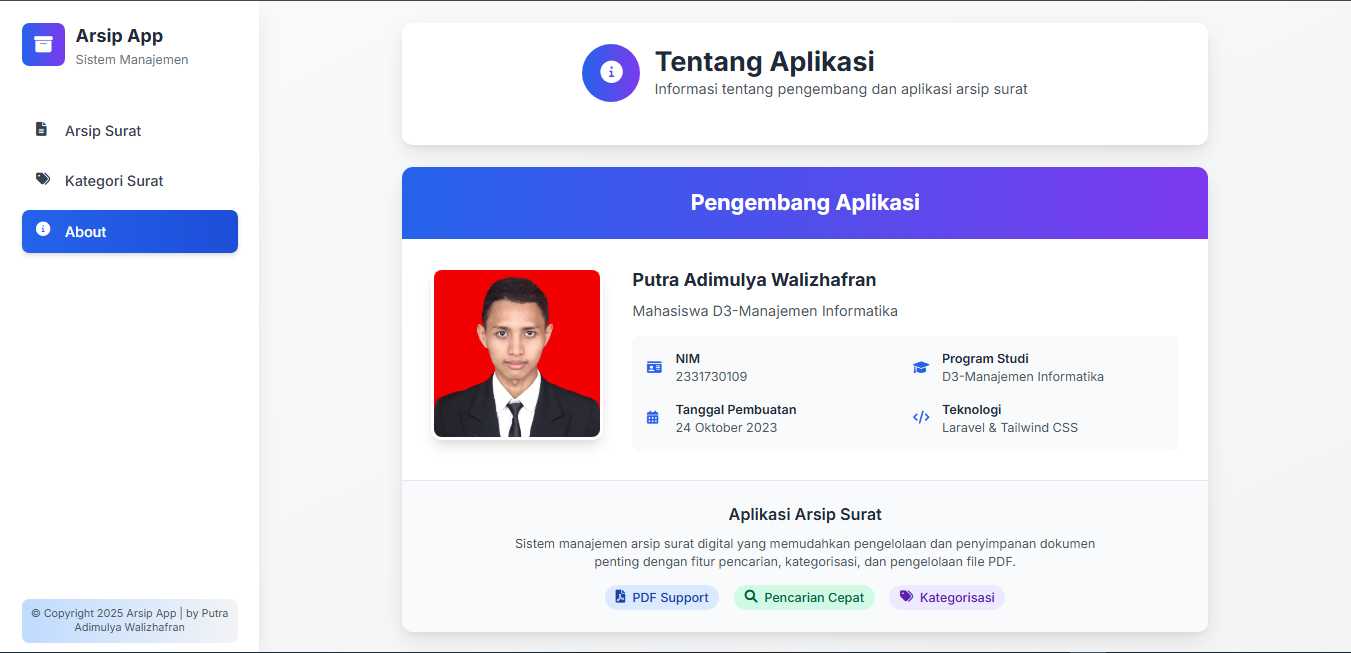 Arsip App
Sistem Manajemen
Arsip Surat
Kategori Surat
About
© Copyright 2025 Arsip App | by Putra
Adimulya Walizhafran
Tentang Aplikasi
Informasi tentang pengembang dan aplikasi arsip surat
Pengembang Aplikasi
Putra Adimulya Walizhafran
Mahasiswa D3-Manajemen Informatika
NIM
2331730109
Program Studi
D3-Manajemen Informatika
Tanggal Pembuatan
24 Oktober 2023
Teknologi
Laravel & Tailwind CSS
Aplikasi Arsip Surat
Sistem manajemen arsip surat digital yang memudahkan pengelolaan dan penyimpanan dokumen
penting dengan fitur pencarian, kategorisasi, dan pengelolaan file PDF.
PDF Support
Pencarian Cepat
Kategorisasi